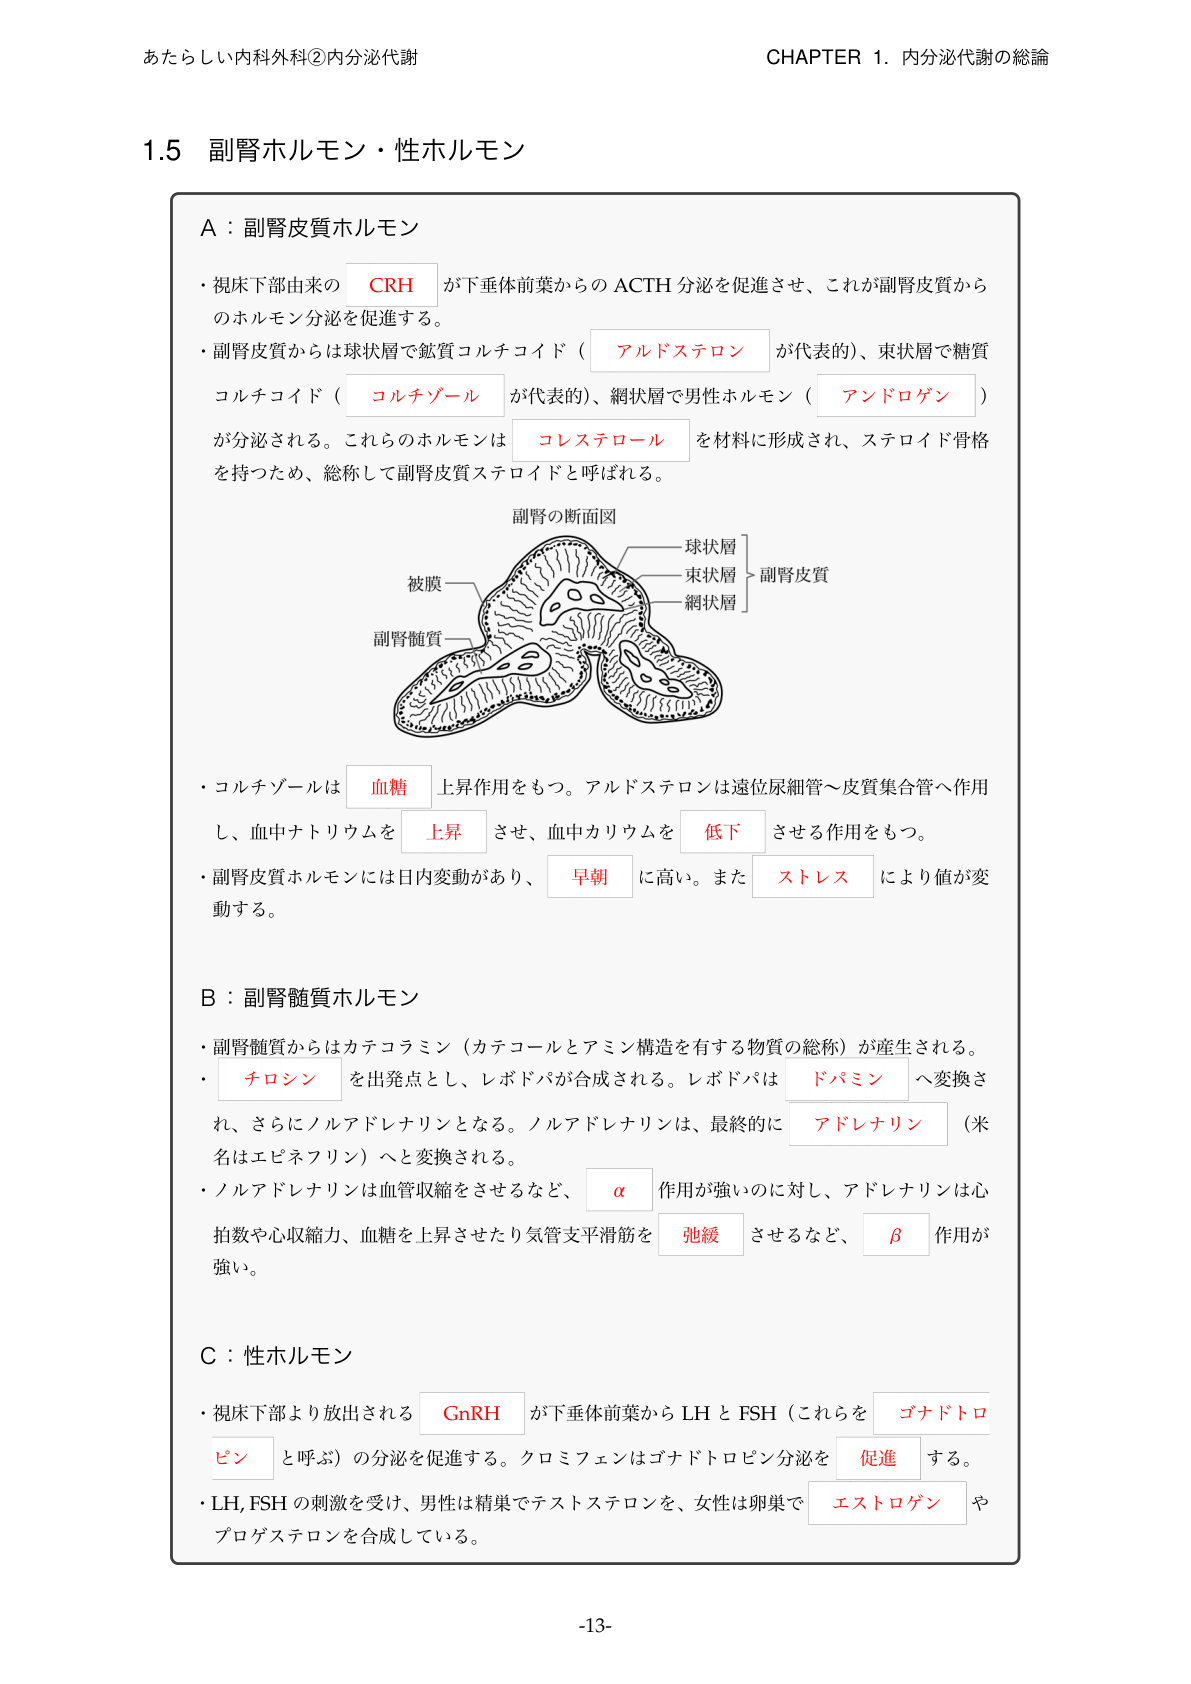 あたらしい内科外科②内分泌代謝
CHAPTER 1. 内分泌代謝の総論
1.5 副腎ホルモン・性ホルモン
A：副腎皮質ホルモン
・視床下部由来の CRH が下垂体前葉からの ACTH 分泌を促進させ、これが副腎皮質から
のホルモン分泌を促進する。
・副腎皮質からは球状層で鉱質コルチコイド（ アルドステロン が代表的）、束状層で糖質
コルチコイド（ コルチゾール が代表的）、網状層で男性ホルモン（ アンドロゲン ）
が分泌される。これらのホルモンは コレステロール を材料に形成され、ステロイド骨格
を持つため、総称して副腎皮質ステロイドと呼ばれる。
副腎の断面図
球状層
束状層
網状層
副腎皮質
被膜
副腎髄質
・コルチゾールは 血糖 上昇作用をもつ。アルドステロンは遠位尿細管〜皮質集合管へ作用
し、血中ナトリウムを 上昇 させ、血中カリウムを 低下 させる作用をもつ。
・副腎皮質ホルモンには日内変動があり、 早朝 に高い。また ストレス により値が変
動する。
B：副腎髄質ホルモン
・副腎髄質からはカテコラミン（カテコールとアミン構造を有する物質の総称）が産生される。
・ チロシン を出発点とし、レボドパが合成される。レボドパは ドパミン へ変換さ
れ、さらにノルアドレナリンとなる。ノルアドレナリンは、最終的に アドレナリン （米
名はエピネフリン）へと変換される。
・ノルアドレナリンは血管収縮をさせるなど、 α 作用が強いのに対し、アドレナリンは心
拍数や心収縮力、血糖を上昇させたり気管支平滑筋を 弛緩 させるなど、 β 作用が
強い。
C：性ホルモン
・視床下部より放出される GnRH が下垂体前葉から LH と FSH（これらを ゴナドトロ
ピン と呼ぶ）の分泌を促進する。クロミフェンはゴナドトロピン分泌を 促進 する。
・LH, FSH の刺激を受け、男性は精巣でテストステロンを、女性は卵巣で エストロゲン や
プロゲステロンを合成している。
-13-